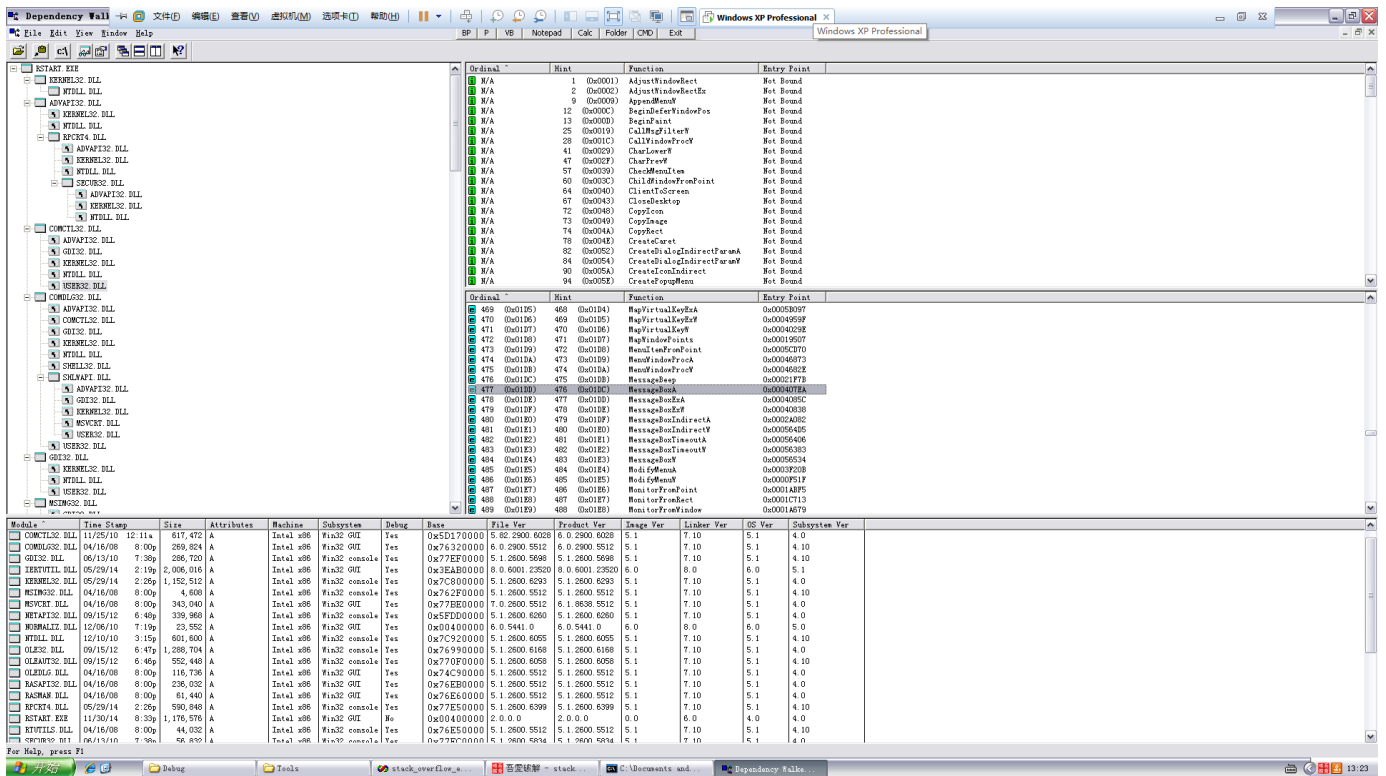 Dependency Wall
文件(F) 编辑(E) 查看(V) 虚拟机(M) 选项卡(T) 帮助(H)
Windows XP Professional
File Edit View Window Help
BP P VB Notepad Calc Folder CMD Exit
Windows XP Professional
RSTART.EXE
KERNEL32.DLL
NTDLL.DLL
ADVAPI32.DLL
KERNEL32.DLL
NTDLL.DLL
RPCRT4.DLL
ADVAPI32.DLL
KERNEL32.DLL
NTDLL.DLL
SECUR32.DLL
ADVAPI32.DLL
KERNEL32.DLL
NTDLL.DLL
COMCTL32.DLL
ADVAPI32.DLL
GDI32.DLL
KERNEL32.DLL
NTDLL.DLL
USER32.DLL
COMDLG32.DLL
ADVAPI32.DLL
COMCTL32.DLL
GDI32.DLL
KERNEL32.DLL
NTDLL.DLL
SHELL32.DLL
SHLWAPI.DLL
ADVAPI32.DLL
GDI32.DLL
KERNEL32.DLL
MSVCRT.DLL
USER32.DLL
USER32.DLL
GDI32.DLL
KERNEL32.DLL
NTDLL.DLL
USER32.DLL
MSIMG32.DLL
Ordinal ^ Hint Function Entry Point
N/A 1 (0x0001) AdjustWindowRect Not Bound
N/A 2 (0x0002) AdjustWindowRectEx Not Bound
N/A 9 (0x0009) AppendMenuW Not Bound
N/A 12 (0x000C) BeginDeferWindowPos Not Bound
N/A 13 (0x000D) BeginPaint Not Bound
N/A 25 (0x0019) CallMsgFilterW Not Bound
N/A 28 (0x001C) CallWindowProcW Not Bound
N/A 41 (0x0029) CharLowerW Not Bound
N/A 47 (0x002F) CharPrevW Not Bound
N/A 57 (0x0039) CheckMenuItem Not Bound
N/A 60 (0x003C) ChildWindowFromPoint Not Bound
N/A 64 (0x0040) ClientToScreen Not Bound
N/A 67 (0x0043) CloseDesktop Not Bound
N/A 72 (0x0048) CopyIcon Not Bound
N/A 73 (0x0049) CopyImage Not Bound
N/A 74 (0x004A) CopyRect Not Bound
N/A 78 (0x004E) CreateCaret Not Bound
N/A 82 (0x0052) CreateDialogIndirectParamA Not Bound
N/A 84 (0x0054) CreateDialogIndirectParamW Not Bound
N/A 90 (0x005A) CreateIconIndirect Not Bound
N/A 94 (0x005E) CreatePopupMenu Not Bound
Ordinal ^ Hint Function Entry Point
469 (0x01D5) 468 (0x01D4) MapVirtualKeyExA 0x0005B097
470 (0x01D6) 469 (0x01D5) MapVirtualKeyExW 0x0004959F
471 (0x01D7) 470 (0x01D6) MapVirtualKeyW 0x0004029E
472 (0x01D8) 471 (0x01D7) MapWindowPoints 0x00019507
473 (0x01D9) 472 (0x01D8) MenuItemFromPoint 0x0005CD70
474 (0x01DA) 473 (0x01D9) MenuWindowProcA 0x00046873
475 (0x01DB) 474 (0x01DA) MenuWindowProcW 0x0004682E
476 (0x01DC) 475 (0x01DB) MessageBeep 0x00021F7B
477 (0x01DD) 476 (0x01DC) MessageBoxA 0x000407EA
478 (0x01DE) 477 (0x01DD) MessageBoxExA 0x0004085C
479 (0x01DF) 478 (0x01DE) MessageBoxExW 0x00040838
480 (0x01E0) 479 (0x01DF) MessageBoxIndirectA 0x0002A082
481 (0x01E1) 480 (0x01E0) MessageBoxIndirectW 0x000564D5
482 (0x01E2) 481 (0x01E1) MessageBoxTimeoutA 0x00056406
483 (0x01E3) 482 (0x01E2) MessageBoxTimeoutW 0x00056383
484 (0x01E4) 483 (0x01E3) MessageBoxW 0x00056534
485 (0x01E5) 484 (0x01E4) ModifyMenuA 0x0003F20B
486 (0x01E6) 485 (0x01E5) ModifyMenuW 0x0000F51F
487 (0x01E7) 486 (0x01E6) MonitorFromPoint 0x0001ABF5
488 (0x01E8) 487 (0x01E7) MonitorFromRect 0x0001C713
489 (0x01E9) 488 (0x01E8) MonitorFromWindow 0x0001A679
Module ^ Time Stamp Size Attributes Machine Subsystem Debug Base File Ver Product Ver Image Ver Linker Ver OS Ver Subsystem Ver
COMCTL32.DLL 11/25/10 12:11a 617,472 A Intel x86 Win32 GUI Yes 0x5D170000 5.82.2900.6028 6.0.2900.6028 5.1 7.10 5.1 4.0
COMDLG32.DLL 04/16/08 8:00p 269,824 A Intel x86 Win32 GUI Yes 0x76320000 6.0.2900.5512 6.0.2900.5512 5.1 7.10 5.1 4.10
GDI32.DLL 06/13/10 7:38p 286,720 A Intel x86 Win32 console Yes 0x77EF0000 5.1.2600.5698 5.1.2600.5698 5.1 7.10 5.1 4.10
IERTUTIL.DLL 05/29/14 2:19p 2,006,016 A Intel x86 Win32 GUI Yes 0x3EAB0000 8.0.6001.23520 8.0.6001.23520 6.0 8.0 6.0 5.1
KERNEL32.DLL 05/29/14 2:26p 1,152,512 A Intel x86 Win32 console Yes 0x7C800000 5.1.2600.6293 5.1.2600.6293 5.1 7.10 5.1 4.0
MSIMG32.DLL 04/16/08 8:00p 4,608 A Intel x86 Win32 GUI Yes 0x762F0000 5.1.2600.5512 5.1.2600.5512 5.1 7.10 5.1 4.10
MSVCRT.DLL 04/16/08 8:00p 343,040 A Intel x86 Win32 GUI Yes 0x77BE0000 7.0.2600.5512 6.1.8638.5512 5.1 7.10 5.1 4.0
NETAPI32.DLL 09/15/12 6:48p 339,968 A Intel x86 Win32 console Yes 0x5FDD0000 5.1.2600.6260 5.1.2600.6260 5.1 7.10 5.1 4.0
NORMALIZ.DLL 12/06/10 7:19p 23,552 A Intel x86 Win32 GUI Yes 0x00400000 6.0.5441.0 6.0.5441.0 6.0 8.0 6.0 5.0
NTDLL.DLL 12/10/10 3:15p 601,600 A Intel x86 Win32 console Yes 0x7C920000 5.1.2600.6055 5.1.2600.6055 5.1 7.10 5.1 4.10
OLE32.DLL 09/15/12 6:47p 1,288,704 A Intel x86 Win32 console Yes 0x76990000 5.1.2600.6168 5.1.2600.6168 5.1 7.10 5.1 4.0
OLEAUT32.DLL 09/15/12 6:46p 552,448 A Intel x86 Win32 console Yes 0x770F0000 5.1.2600.6058 5.1.2600.6058 5.1 7.10 5.1 4.10
OLEDLG.DLL 04/16/08 8:00p 116,736 A Intel x86 Win32 GUI Yes 0x74C90000 5.1.2600.5512 5.1.2600.5512 5.1 7.10 5.1 4.0
RASAPI32.DLL 04/16/08 8:00p 236,032 A Intel x86 Win32 GUI Yes 0x76EB0000 5.1.2600.5512 5.1.2600.5512 5.1 7.10 5.1 4.0
RASMAN.DLL 04/16/08 8:00p 61,440 A Intel x86 Win32 GUI Yes 0x76E60000 5.1.2600.5512 5.1.2600.5512 5.1 7.10 5.1 4.0
RPCRT4.DLL 05/29/14 2:26p 590,848 A Intel x86 Win32 console Yes 0x77E50000 5.1.2600.6399 5.1.2600.6399 5.1 7.10 5.1 4.10
RSTART.EXE 11/30/14 8:33p 1,176,576 A Intel x86 Win32 GUI No 0x00400000 2.0.0.0 2.0.0.0 0.0 6.0 4.0 4.0
RTUTILS.DLL 04/16/08 8:00p 44,032 A Intel x86 Win32 GUI Yes 0x76E50000 5.1.2600.5512 5.1.2600.5512 5.1 7.10 5.1 4.0
SECUR32.DLL 06/13/10 7:38p 56,832 A Intel x86 Win32 console Yes 0x77FC0000 5.1.2600.5834 5.1.2600.5834 5.1 7.10 5.1 4.0
For Help, press F1
开始 Debug Tools stack_overflow_e... 吾爱破解 - stack... C:\Documents and... Dependency Walke... 13:23